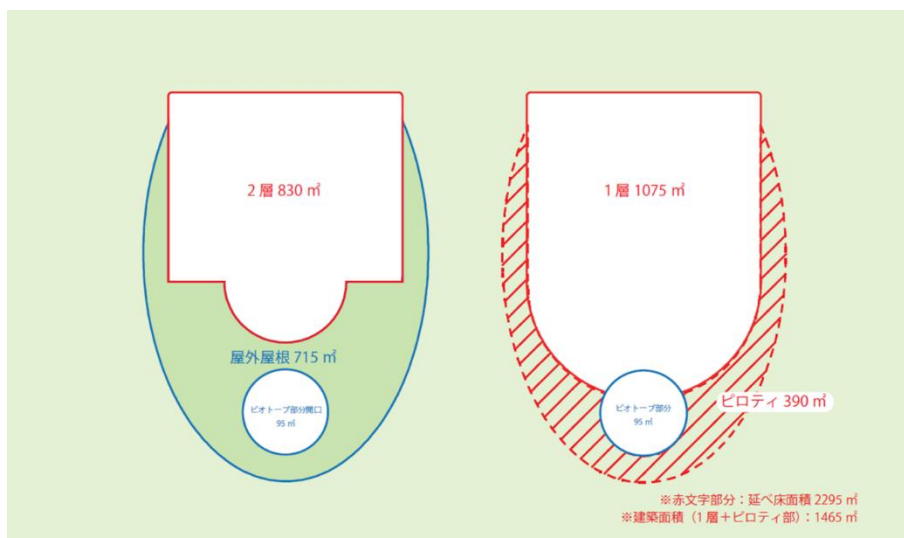 2層 830 ㎡
屋外屋根 715 ㎡
ビオトープ部分開口
95 ㎡
1層 1075 ㎡
ピロティ 390 ㎡
ビオトープ部分
95 ㎡
※赤文字部分：延べ床面積 2295 ㎡
※建築面積（1層＋ピロティ部）：1465 ㎡